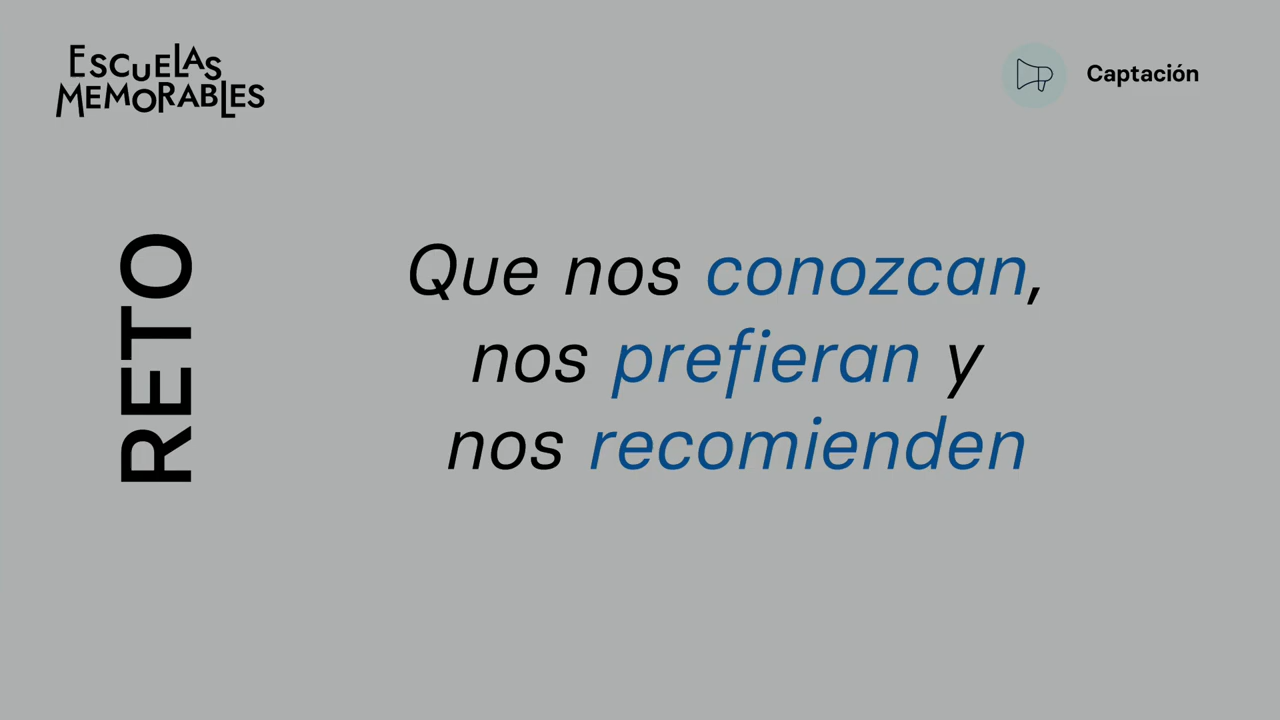 ESCUELAS
MEMORABLES
Captación
RETO
Que nos conozcan,
nos prefieran y
nos recomienden